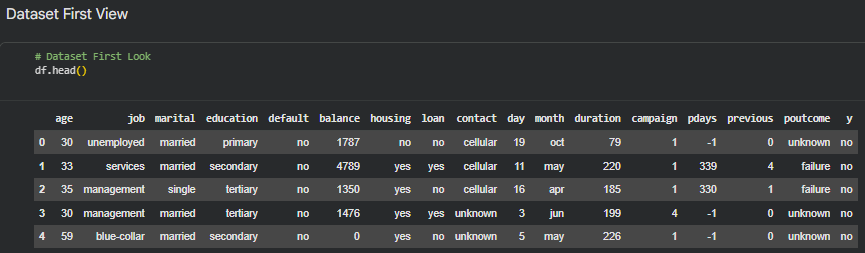 Dataset First View
# Dataset First Look
df.head()
age job marital education default balance housing loan contact day month duration campaign pdays previous poutcome y
0 30 unemployed married primary no 1787 no no cellular 19 oct 79 1 -1 0 unknown no
1 33 services married secondary no 4789 yes yes cellular 11 may 220 1 339 4 failure no
2 35 management single tertiary no 1350 yes no cellular 16 apr 185 1 330 1 failure no
3 30 management married tertiary no 1476 yes yes unknown 3 jun 199 4 -1 0 unknown no
4 59 blue-collar married secondary no 0 yes no unknown 5 may 226 1 -1 0 unknown no